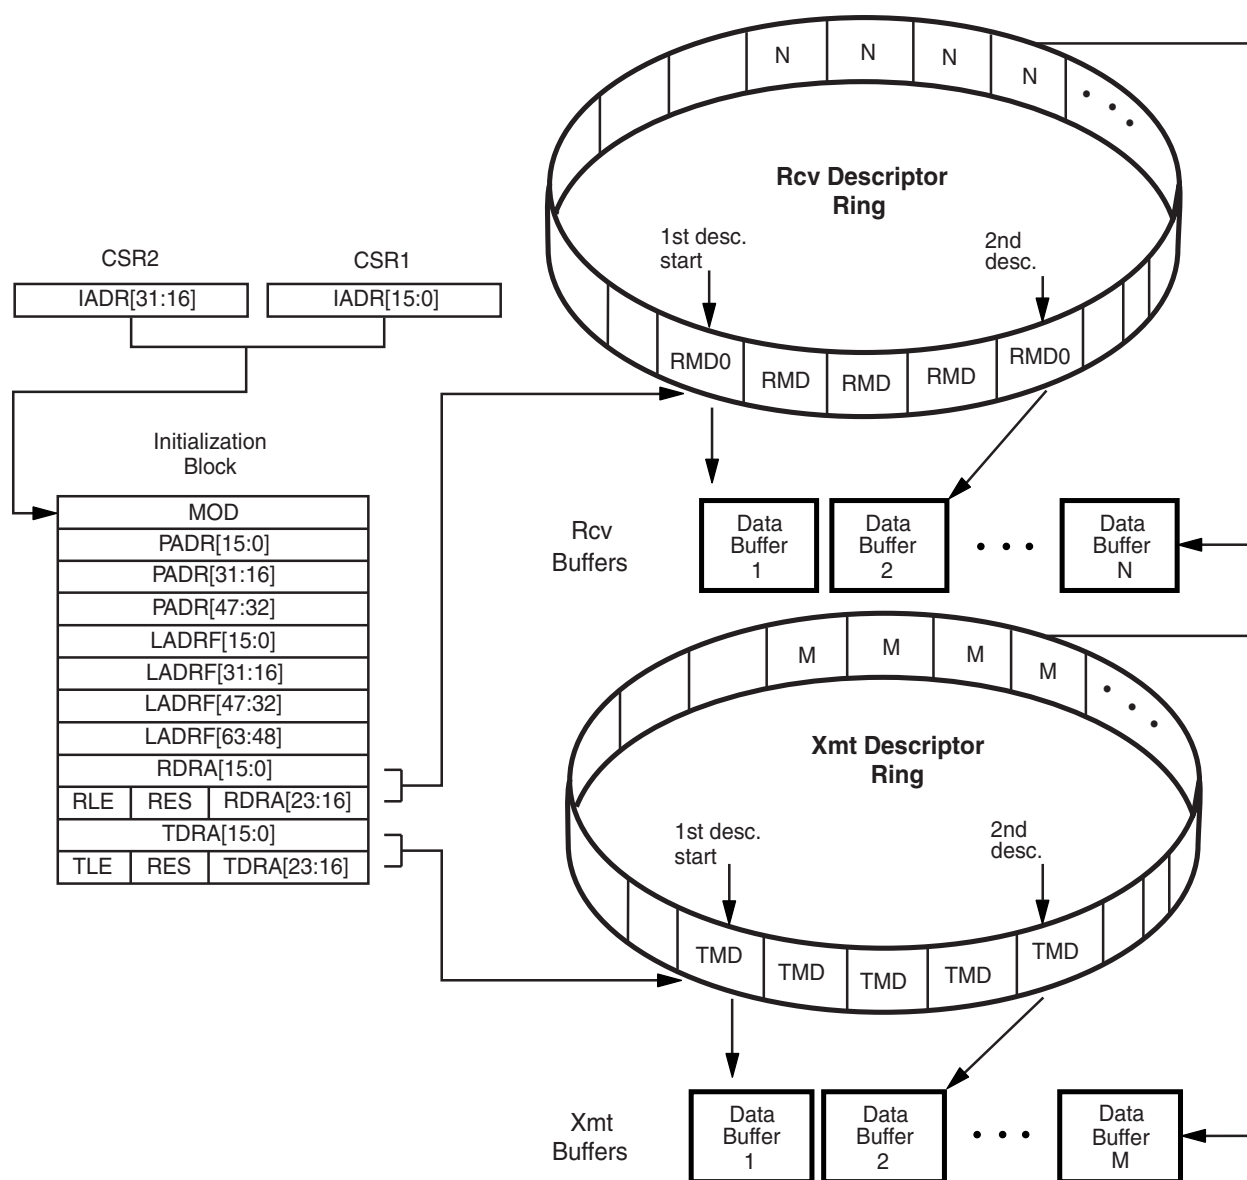 N
N
N
N
Rcv Descriptor
Ring
1st desc.
start
2nd
desc.
RMD0
RMD
RMD
RMD
RMD0
CSR2
CSR1
IADR[31:16]
IADR[15:0]
Initialization
Block
MOD
PADR[15:0]
PADR[31:16]
PADR[47:32]
LADRF[15:0]
LADRF[31:16]
LADRF[47:32]
LADRF[63:48]
RDRA[15:0]
RLE RES RDRA[23:16]
TDRA[15:0]
TLE RES TDRA[23:16]
Rcv
Buffers
Data
Buffer
1
Data
Buffer
2
• • •
Data
Buffer
N
M
M
M
M
Xmt Descriptor
Ring
1st desc.
start
2nd
desc.
TMD
TMD
TMD
TMD
TMD
Xmt
Buffers
Data
Buffer
1
Data
Buffer
2
• • •
Data
Buffer
M